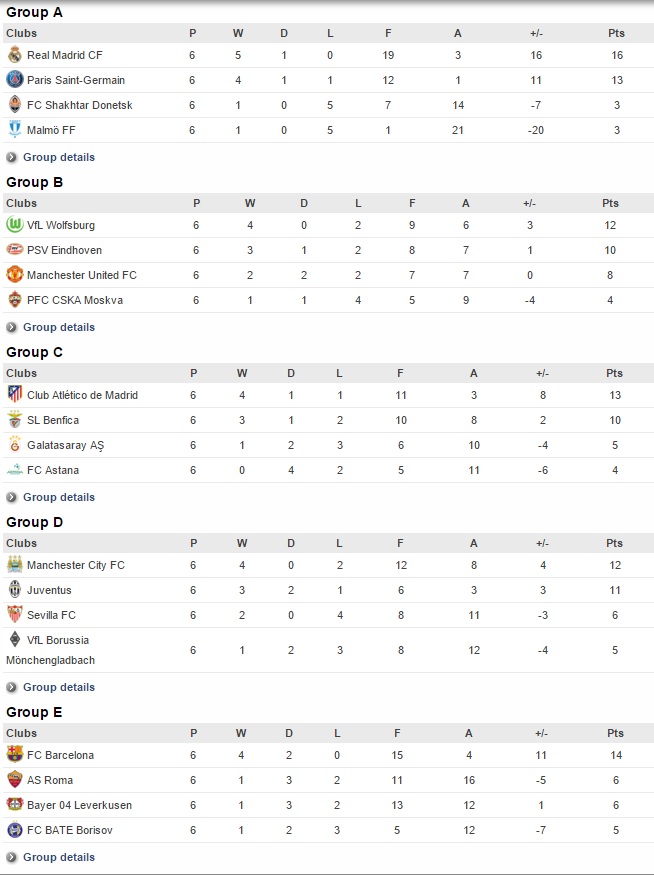 Group A
Clubs P W D L F A +/- Pts
Real Madrid CF 6 5 1 0 19 3 16 16
Paris Saint-Germain 6 4 1 1 12 1 11 13
FC Shakhtar Donetsk 6 1 0 5 7 14 -7 3
Malmö FF 6 1 0 5 1 21 -20 3
Group details
Group B
Clubs P W D L F A +/- Pts
VfL Wolfsburg 6 4 0 2 9 6 3 12
PSV Eindhoven 6 3 1 2 8 7 1 10
Manchester United FC 6 2 2 2 7 7 0 8
PFC CSKA Moskva 6 1 1 4 5 9 -4 4
Group details
Group C
Clubs P W D L F A +/- Pts
Club Atlético de Madrid 6 4 1 1 11 3 8 13
SL Benfica 6 3 1 2 10 8 2 10
Galatasaray AŞ 6 1 2 3 6 10 -4 5
FC Astana 6 0 4 2 5 11 -6 4
Group details
Group D
Clubs P W D L F A +/- Pts
Manchester City FC 6 4 0 2 12 8 4 12
Juventus 6 3 2 1 6 3 3 11
Sevilla FC 6 2 0 4 8 11 -3 6
VfL Borussia
Mönchengladbach 6 1 2 3 8 12 -4 5
Group details
Group E
Clubs P W D L F A +/- Pts
FC Barcelona 6 4 2 0 15 4 11 14
AS Roma 6 1 3 2 11 16 -5 6
Bayer 04 Leverkusen 6 1 3 2 13 12 1 6
FC BATE Borisov 6 1 2 3 5 12 -7 5
Group details